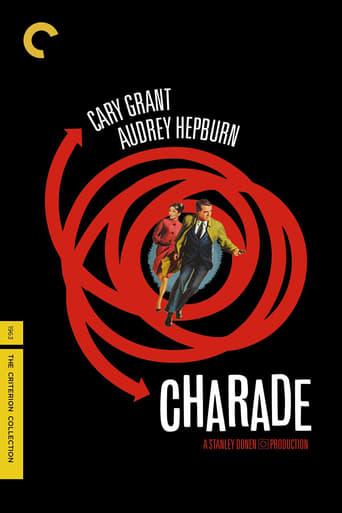 CARY GRANT
AUDREY HEPBURN
1963
THE CRITERION COLLECTION
CHARADE
A STANLEY DONEN PRODUCTION